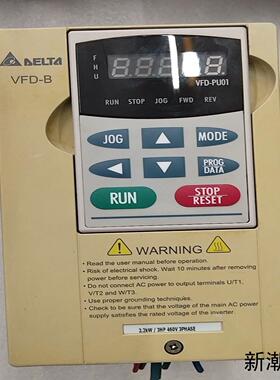 DELTA
VFD-B
F
H
U
VFD-PU01
RUN STOP JOG FWD REV
JOG
MODE
PROG
DATA
RUN
STOP
RESET
WARNING
Read the user manual before operation.
Risk of electrical shock. Wait 10 minutes after removing
power before servicing.
Do not connect AC power to output terminals U/T1,
V/T2 and W/T3.
Use proper grounding techniques.
Check to be sure that the voltage of the main AC power
supply satisfies the rated voltage of the inverter.
2.2kW / 3HP 460V 3PHASE
新潮